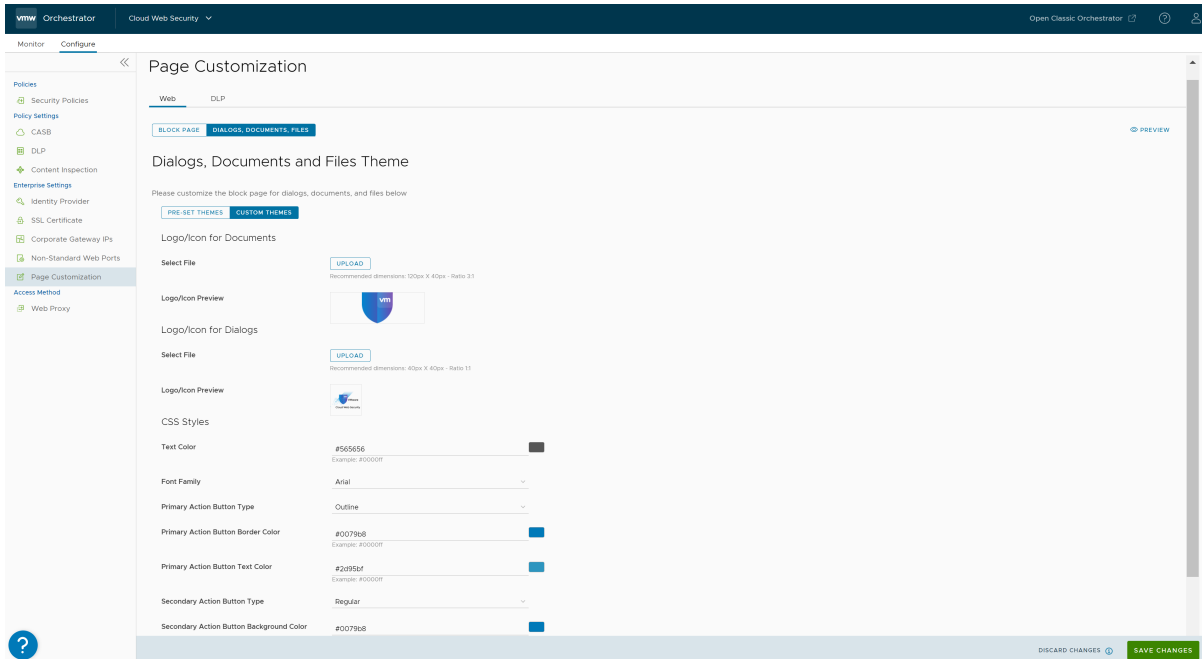 vmw Orchestrator Cloud Web Security Open Classic Orchestrator
Monitor Configure
Page Customization
Policies
Security Policies
Policy Settings
CASB
DLP
Content Inspection
Enterprise Settings
Identity Provider
SSL Certificate
Corporate Gateway IPs
Non-Standard Web Ports
Page Customization
Access Method
Web Proxy
Web DLP
BLOCK PAGE DIALOGS, DOCUMENTS, FILES PREVIEW
Dialogs, Documents and Files Theme
Please customize the block page for dialogs, documents, and files below
PRE-SET THEMES CUSTOM THEMES
Logo/Icon for Documents
Select File UPLOAD
Recommended dimensions: 120px X 40px - Ratio 3:1
Logo/Icon Preview vm
Logo/Icon for Dialogs
Select File UPLOAD
Recommended dimensions: 40px X 40px - Ratio 1:1
Logo/Icon Preview
vmware
Cloud Web Security
CSS Styles
Text Color #565656
Example: #0000ff
Font Family Arial
Primary Action Button Type Outline
Primary Action Button Border Color #0079b8
Example: #0000ff
Primary Action Button Text Color #2d95bf
Example: #0000ff
Secondary Action Button Type Regular
Secondary Action Button Background Color #0079b8
? DISCARD CHANGES SAVE CHANGES